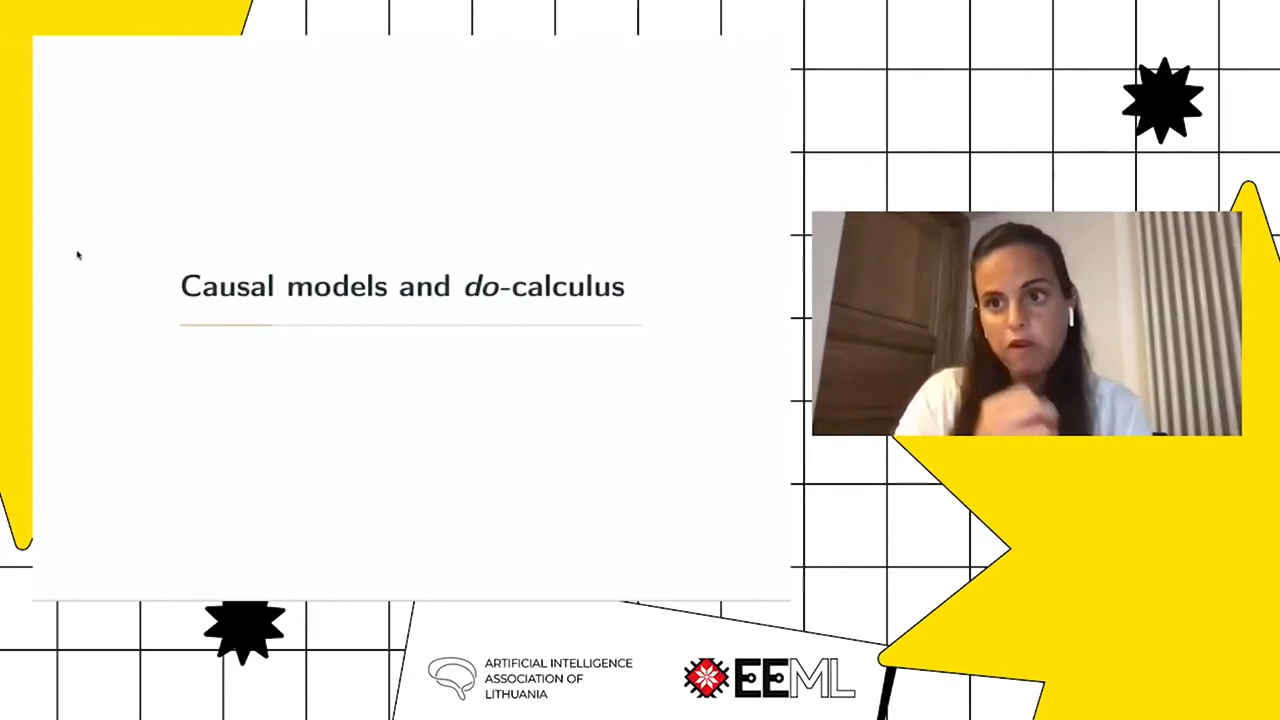 Causal models and do-calculus
ARTIFICIAL INTELLIGENCE
ASSOCIATION OF
LITHUANIA
EEML